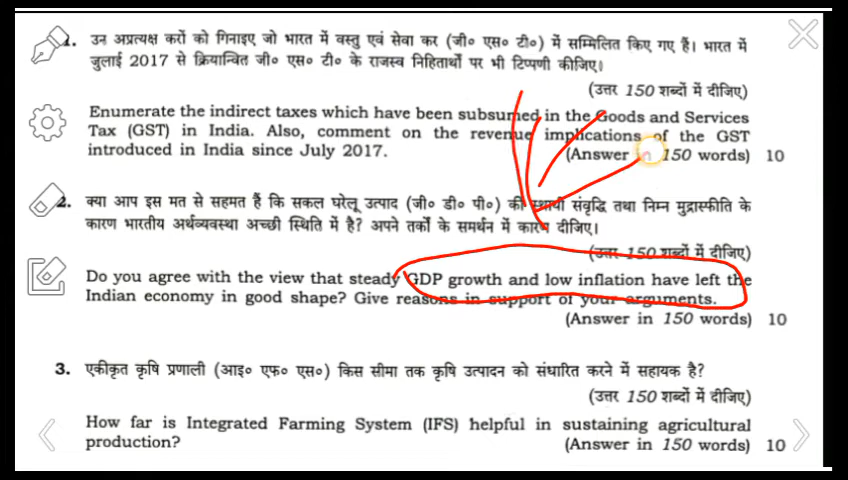 1. उन अप्रत्यक्ष करों को गिनाइए जो भारत में वस्तु एवं सेवा कर (जी० एस० टी०) में सम्मिलित किए गए हैं। भारत में
जुलाई 2017 से क्रियान्वित जी० एस० टी० के राजस्व निहितार्थों पर भी टिप्पणी कीजिए।
(उत्तर 150 शब्दों में दीजिए)
Enumerate the indirect taxes which have been subsumed in the Goods and Services
Tax (GST) in India. Also, comment on the revenue implications of the GST
introduced in India since July 2017. (Answer in 150 words) 10
2. क्या आप इस मत से सहमत हैं कि सकल घरेलू उत्पाद (जी० डी० पी०) की स्थायी संवृद्धि तथा निम्न मुद्रास्फीति के
कारण भारतीय अर्थव्यवस्था अच्छी स्थिति में है? अपने तर्कों के समर्थन में कारण दीजिए।
(उत्तर 150 शब्दों में दीजिए)
Do you agree with the view that steady GDP growth and low inflation have left the
Indian economy in good shape? Give reasons in support of your arguments.
(Answer in 150 words) 10
3. एकीकृत कृषि प्रणाली (आइ० एफ० एस०) किस सीमा तक कृषि उत्पादन को संधारित करने में सहायक है?
(उत्तर 150 शब्दों में दीजिए)
How far is Integrated Farming System (IFS) helpful in sustaining agricultural
production? (Answer in 150 words) 10